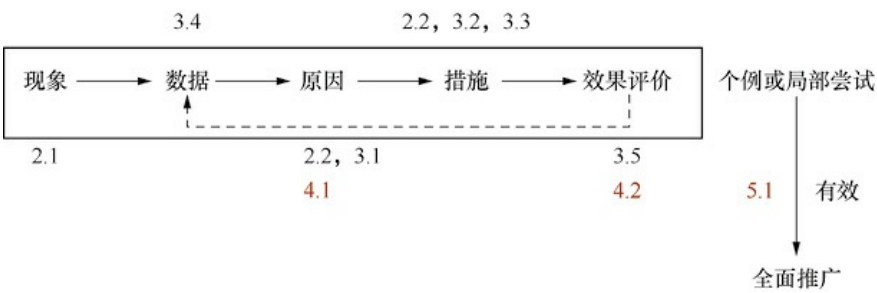 3.4 2.2，3.2，3.3
现象 数据 原因 措施 效果评价 个例或局部尝试
2.1 2.2，3.1 3.5
4.1 4.2 5.1 有效
全面推广